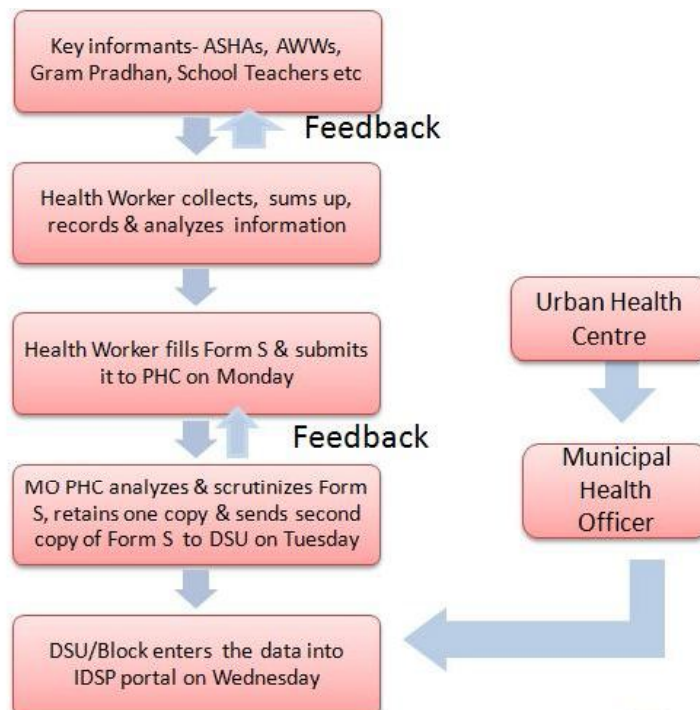 Key informants- ASHAs, AWWs,
Gram Pradhan, School Teachers etc
Feedback
Health Worker collects, sums up,
records & analyzes information
Health Worker fills Form S & submits
it to PHC on Monday
Feedback
MO PHC analyzes & scrutinizes Form
S, retains one copy & sends second
copy of Form S to DSU on Tuesday
DSU/Block enters the data into
IDSP portal on Wednesday
Urban Health
Centre
Municipal
Health
Officer